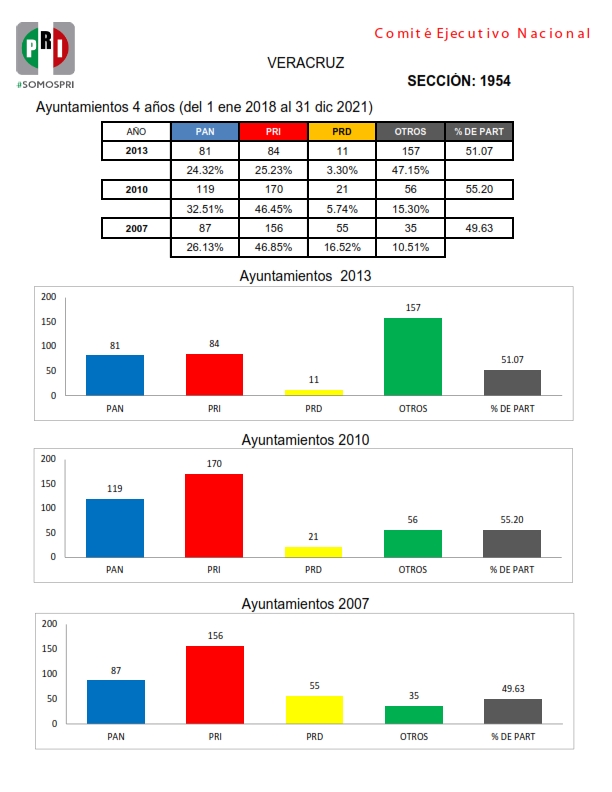 Comité Ejecutivo Nacional
PRI
#SOMOSPRI
VERACRUZ
SECCIÓN: 1954
Ayuntamientos 4 años (del 1 ene 2018 al 31 dic 2021)
AÑO PAN PRI PRD OTROS % DE PART
2013 81 84 11 157 51.07
24.32% 25.23% 3.30% 47.15%
2010 119 170 21 56 55.20
32.51% 46.45% 5.74% 15.30%
2007 87 156 55 35 49.63
26.13% 46.85% 16.52% 10.51%
Ayuntamientos 2013
200
150
100
50
0
81 84 11 157 51.07
PAN PRI PRD OTROS % DE PART
Ayuntamientos 2010
200
150
100
50
0
119 170 21 56 55.20
PAN PRI PRD OTROS % DE PART
Ayuntamientos 2007
200
150
100
50
0
87 156 55 35 49.63
PAN PRI PRD OTROS % DE PART